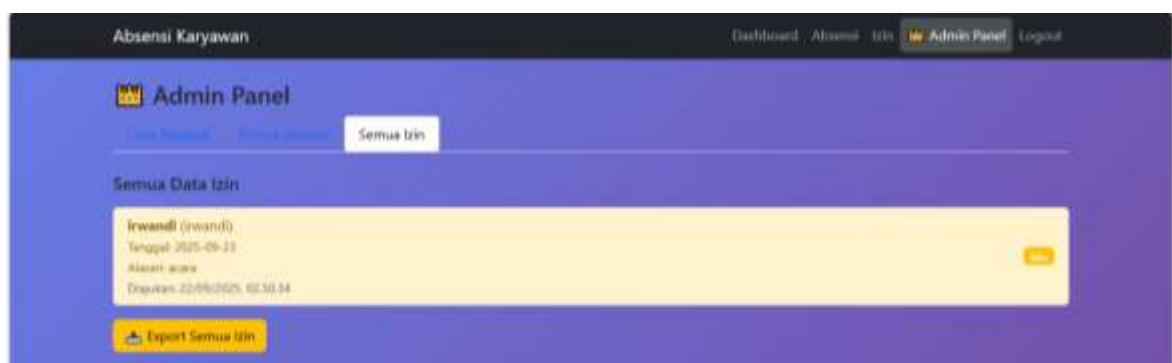 Absensi Karyawan
Dashboard Absensi Izin Admin Panel Logout
Admin Panel
Semua Izin
Semua Data Izin
irwandi (irwandi)
Tanggal: 2025-09-23
Alasan: acara
Diajukan: 22/09/2025, 02.50.34
Export Semua Izin